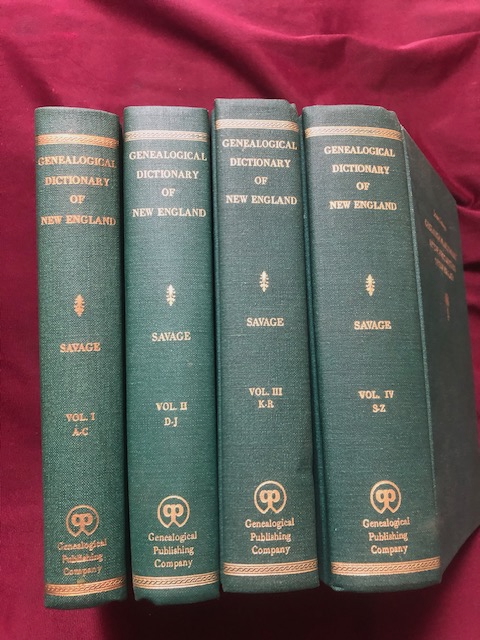 GENEALOGICAL
DICTIONARY
OF
NEW ENGLAND
SAVAGE
VOL. I
A-C
Genealogical
Publishing
Company
GENEALOGICAL
DICTIONARY
OF
NEW ENGLAND
SAVAGE
VOL. II
D-J
Genealogical
Publishing
Company
GENEALOGICAL
DICTIONARY
OF
NEW ENGLAND
SAVAGE
VOL. III
K-R
Genealogical
Publishing
Company
GENEALOGICAL
DICTIONARY
OF
NEW ENGLAND
SAVAGE
VOL. IV
S-Z
Genealogical
Publishing
Company